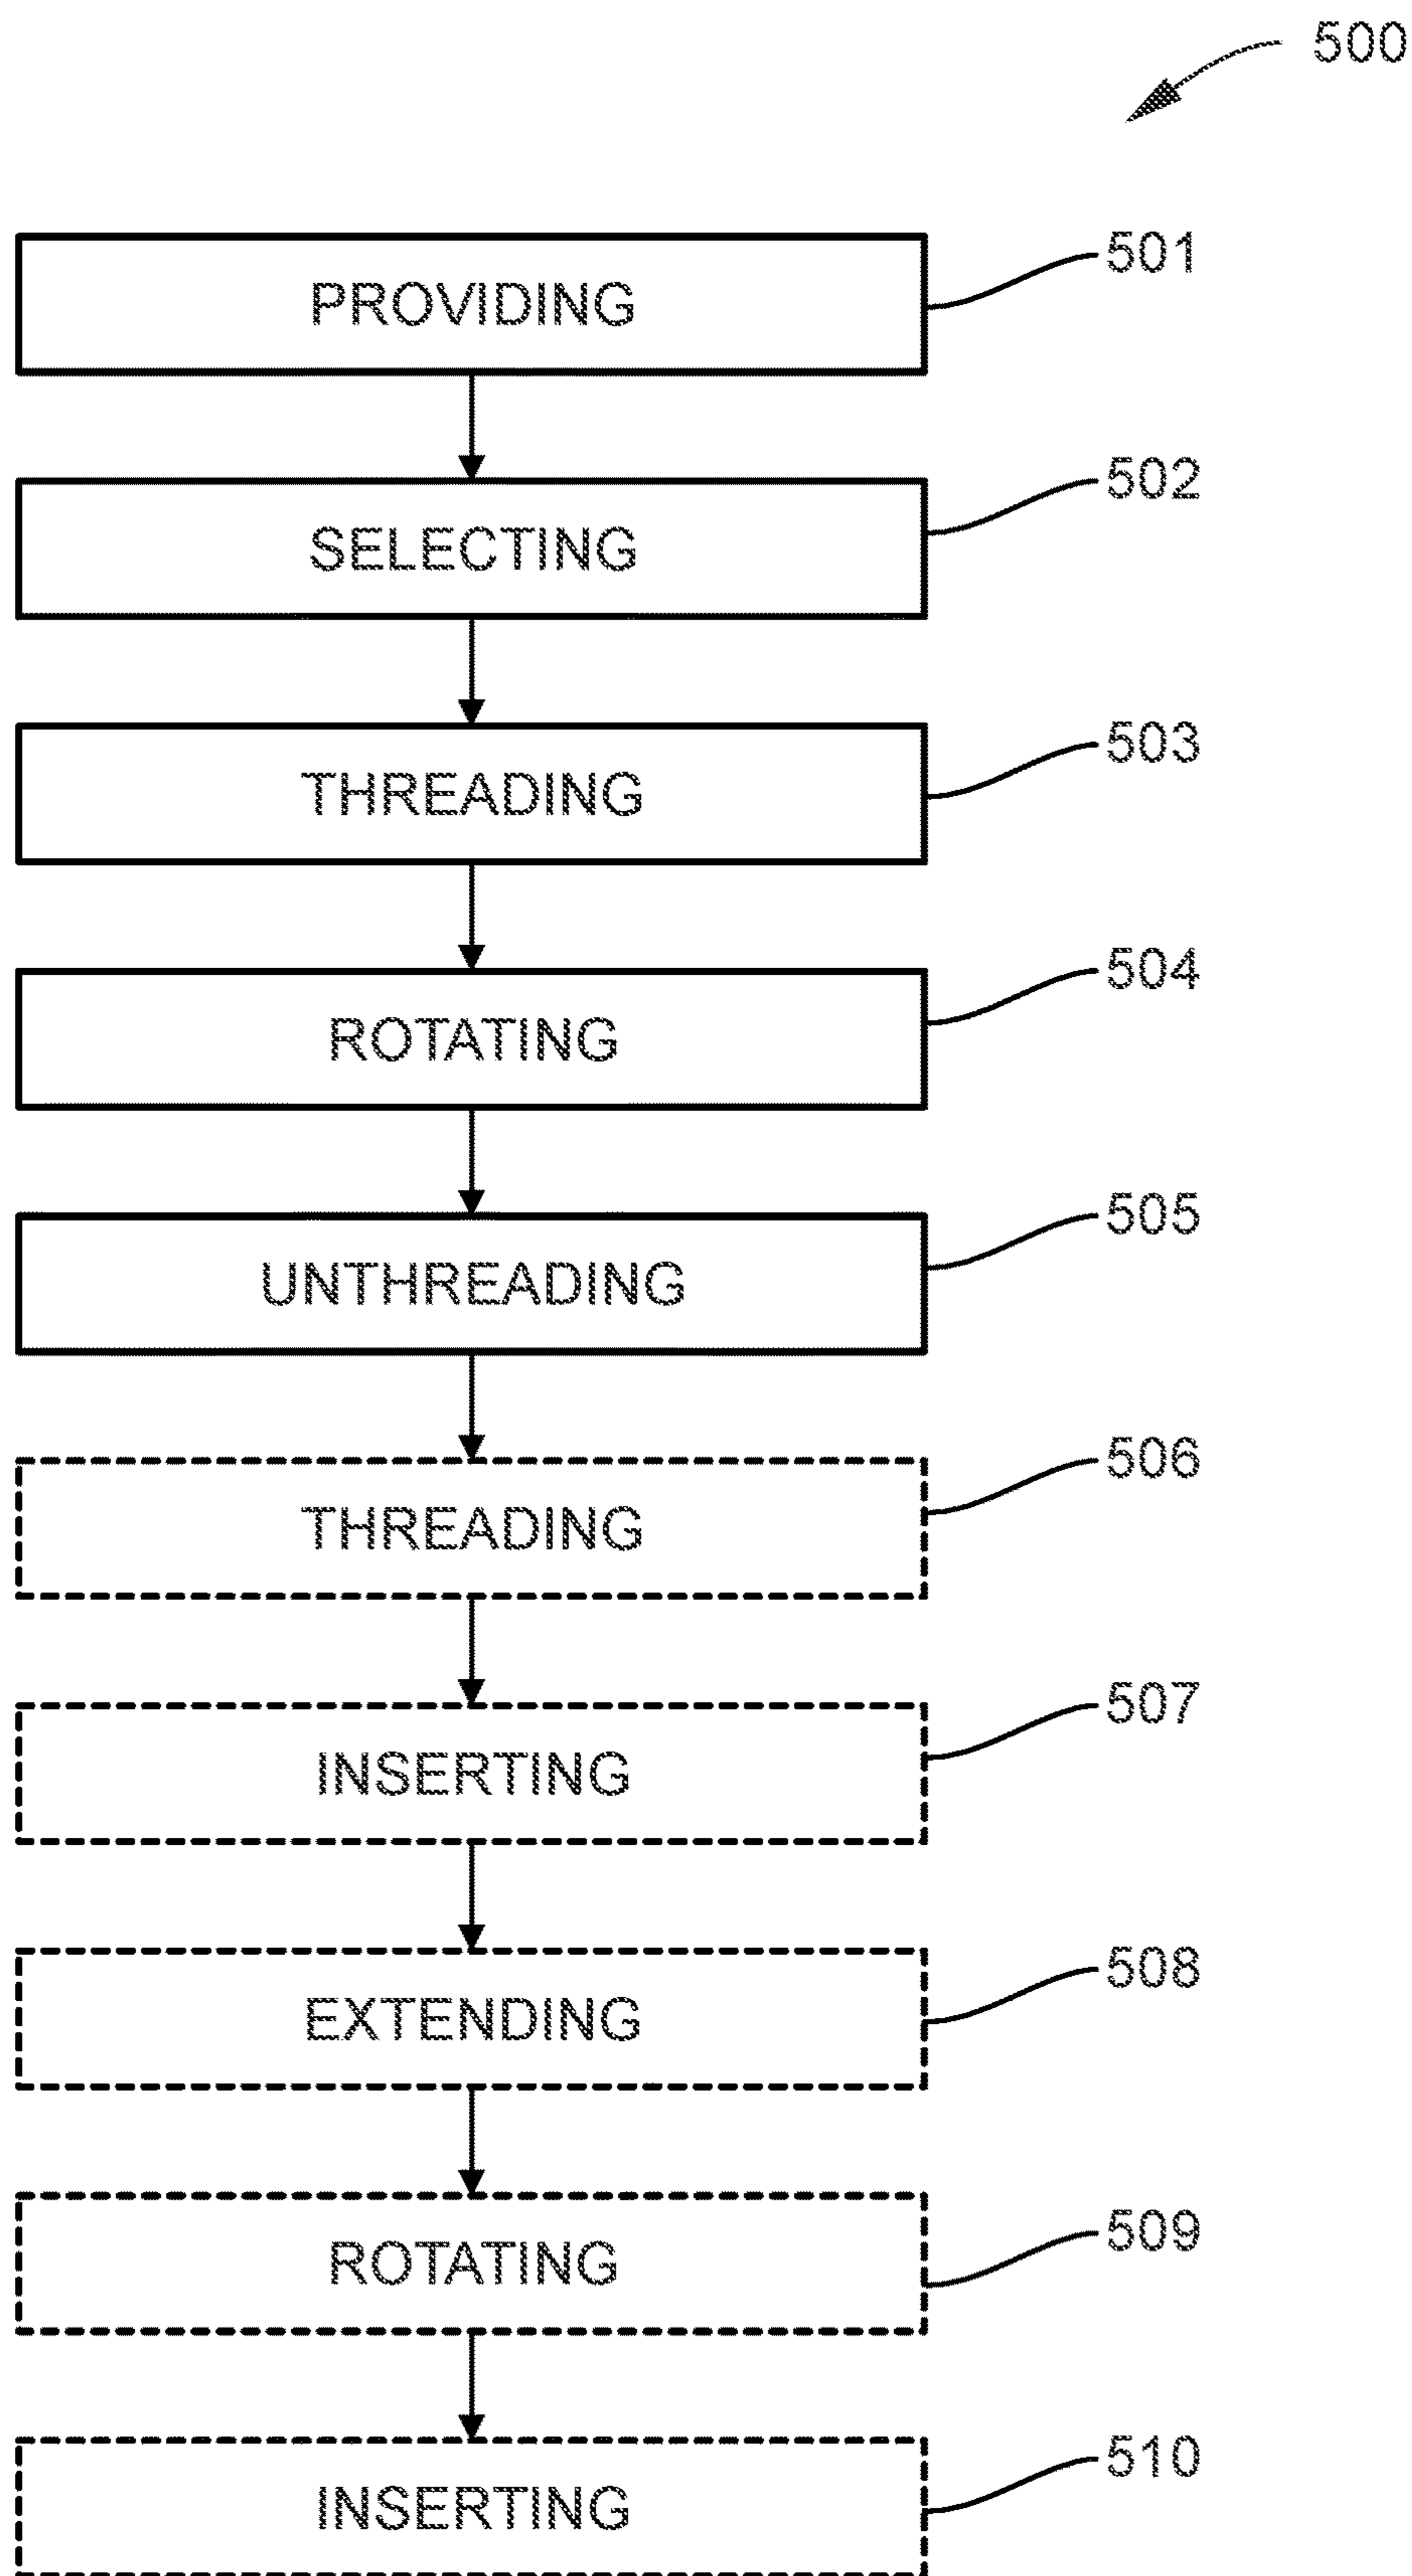 500
PROVIDING
501
SELECTING
502
THREADING
503
ROTATING
504
UNTHREADING
505
THREADING
506
INSERTING
507
EXTENDING
508
ROTATING
509
INSERTING
510